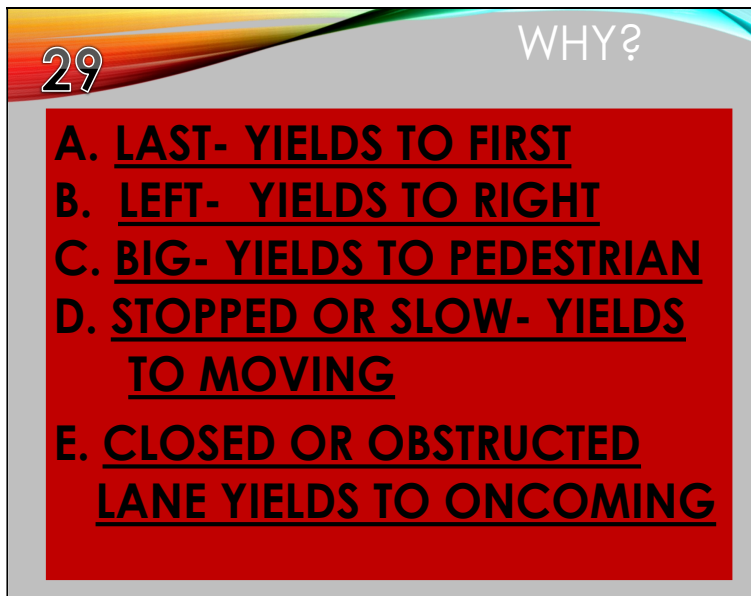 WHY?
29
A. LAST- YIELDS TO FIRST
B. LEFT- YIELDS TO RIGHT
C. BIG- YIELDS TO PEDESTRIAN
D. STOPPED OR SLOW- YIELDS
TO MOVING
E. CLOSED OR OBSTRUCTED
LANE YIELDS TO ONCOMING